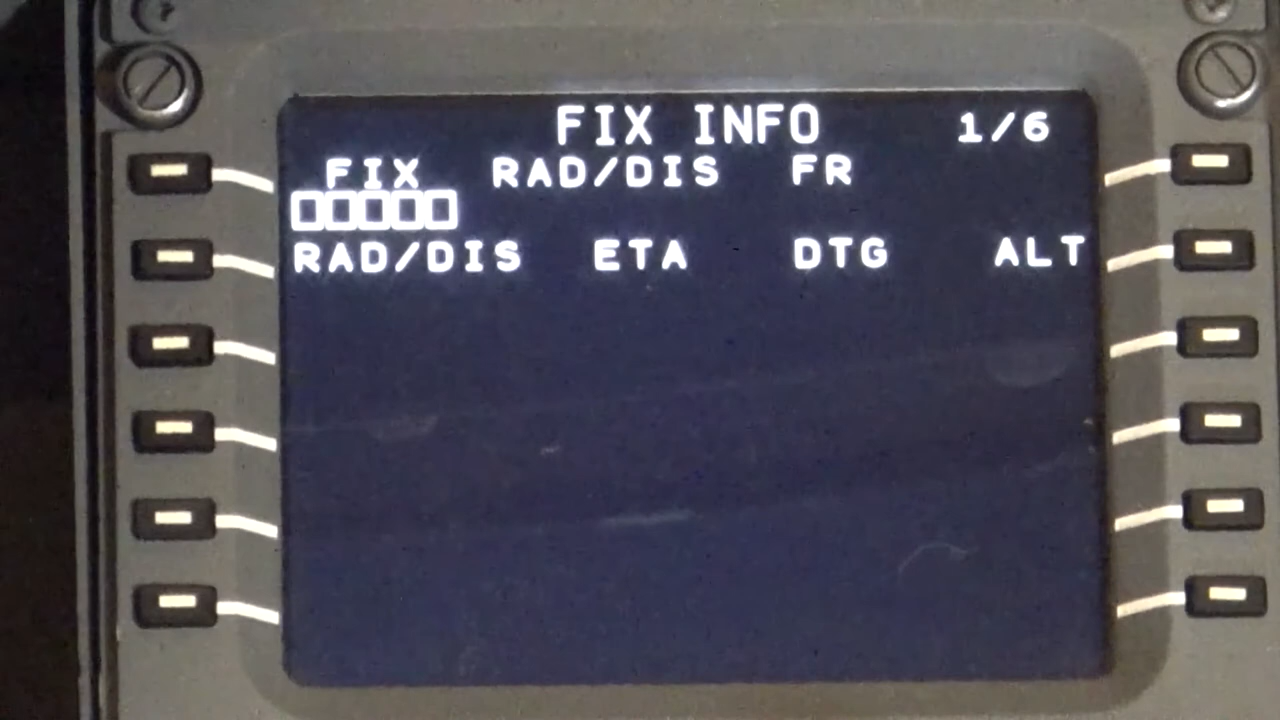 FIX INFO 1/6
FIX RAD/DIS FR
□□□□□
RAD/DIS ETA DTG ALT